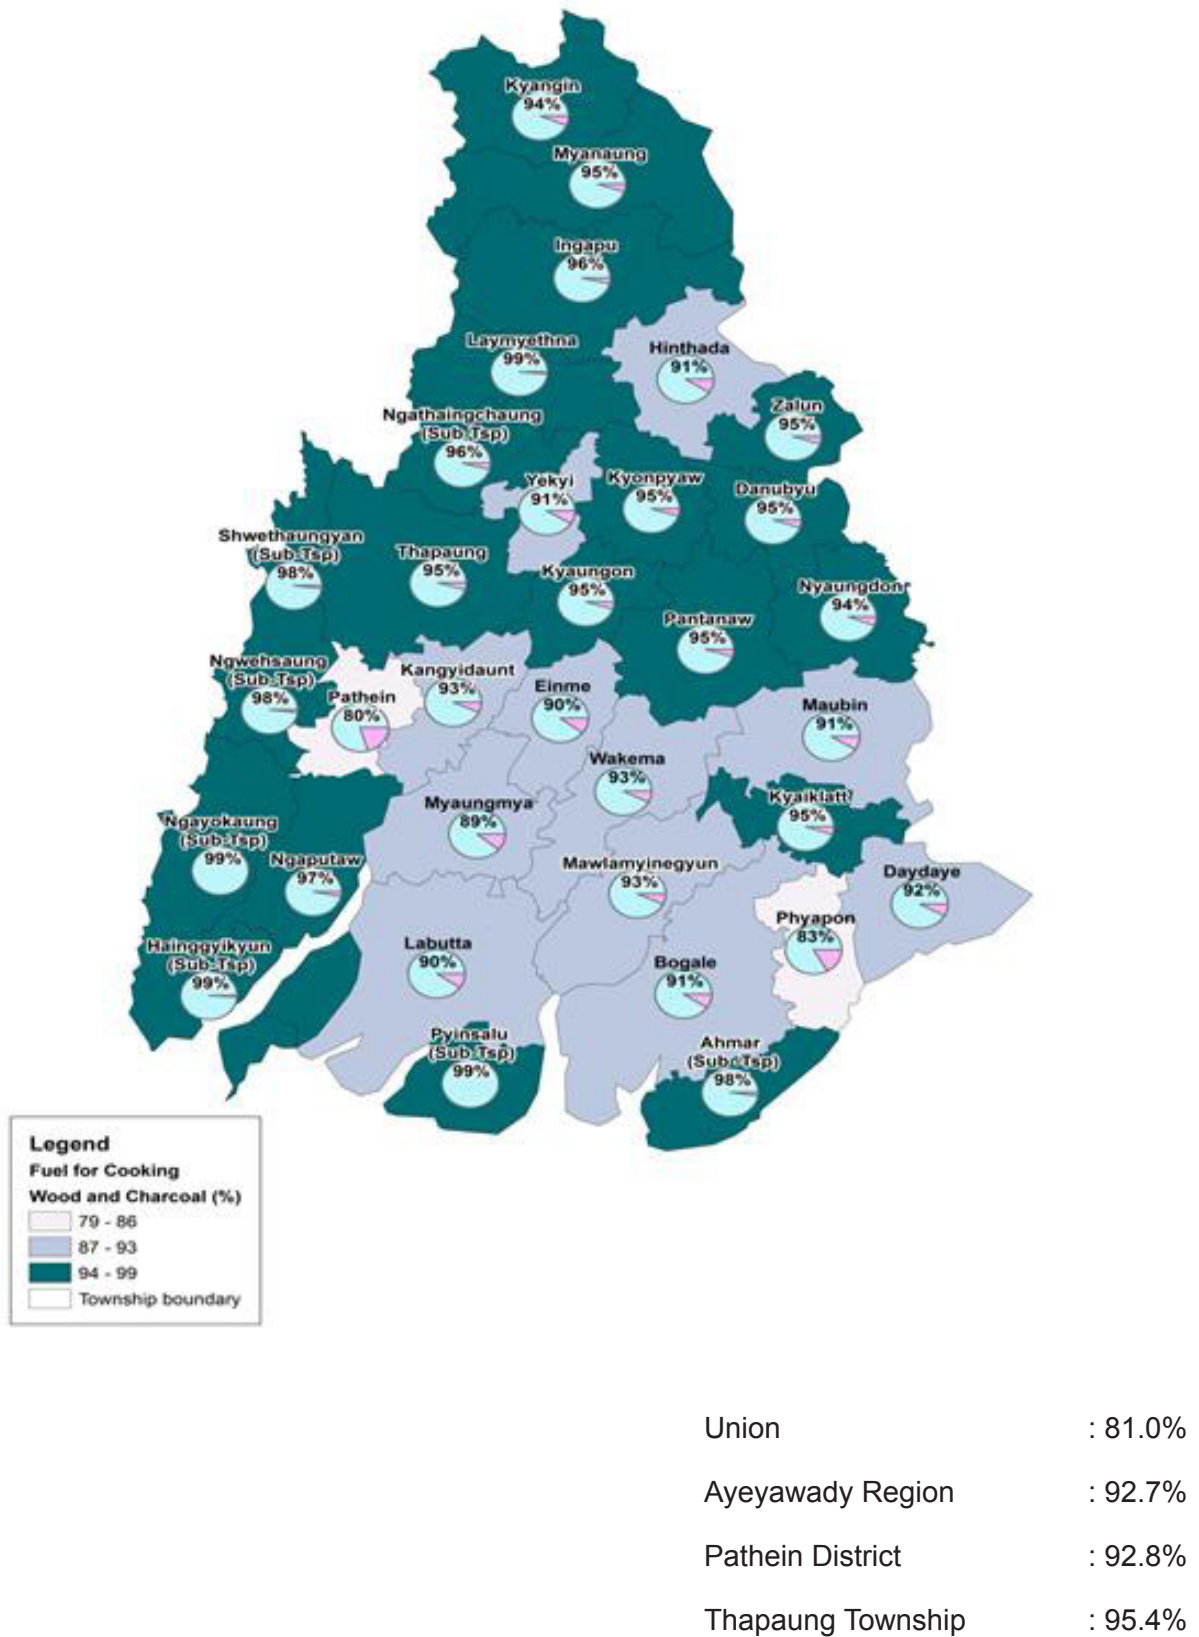 Kyangin
94%
Myanaung
95%
Ingapu
96%
Laymyethna
99%
Hinthada
91%
Ngathaingchaung
(Sub-Tsp)
96%
Zalun
95%
Yekyi
91%
Kyonpyaw
95%
Danubyu
95%
Shwethaungyan
(Sub-Tsp)
98%
Thapaung
95%
Kyaungon
95%
Nyaungdon
94%
Pantanaw
95%
Ngwehsaung
(Sub-Tsp)
98%
Pathein
80%
Kangyidaunt
93%
Einme
90%
Maubin
91%
Wakema
93%
Myaungmya
89%
Kyaiklatt
95%
Ngayokaung
(Sub-Tsp)
99%
Ngaputaw
97%
Mawlamyinegyun
93%
Daydaye
92%
Phyapon
83%
Hainggyikyun
(Sub-Tsp)
99%
Labutta
90%
Bogale
91%
Pyinsalu
(Sub-Tsp)
99%
Ahmar
(Sub-Tsp)
98%
Legend
Fuel for Cooking
Wood and Charcoal (%)
79 - 86
87 - 93
94 - 99
Township boundary
Union : 81.0%
Ayeyawady Region : 92.7%
Pathein District : 92.8%
Thapaung Township : 95.4%